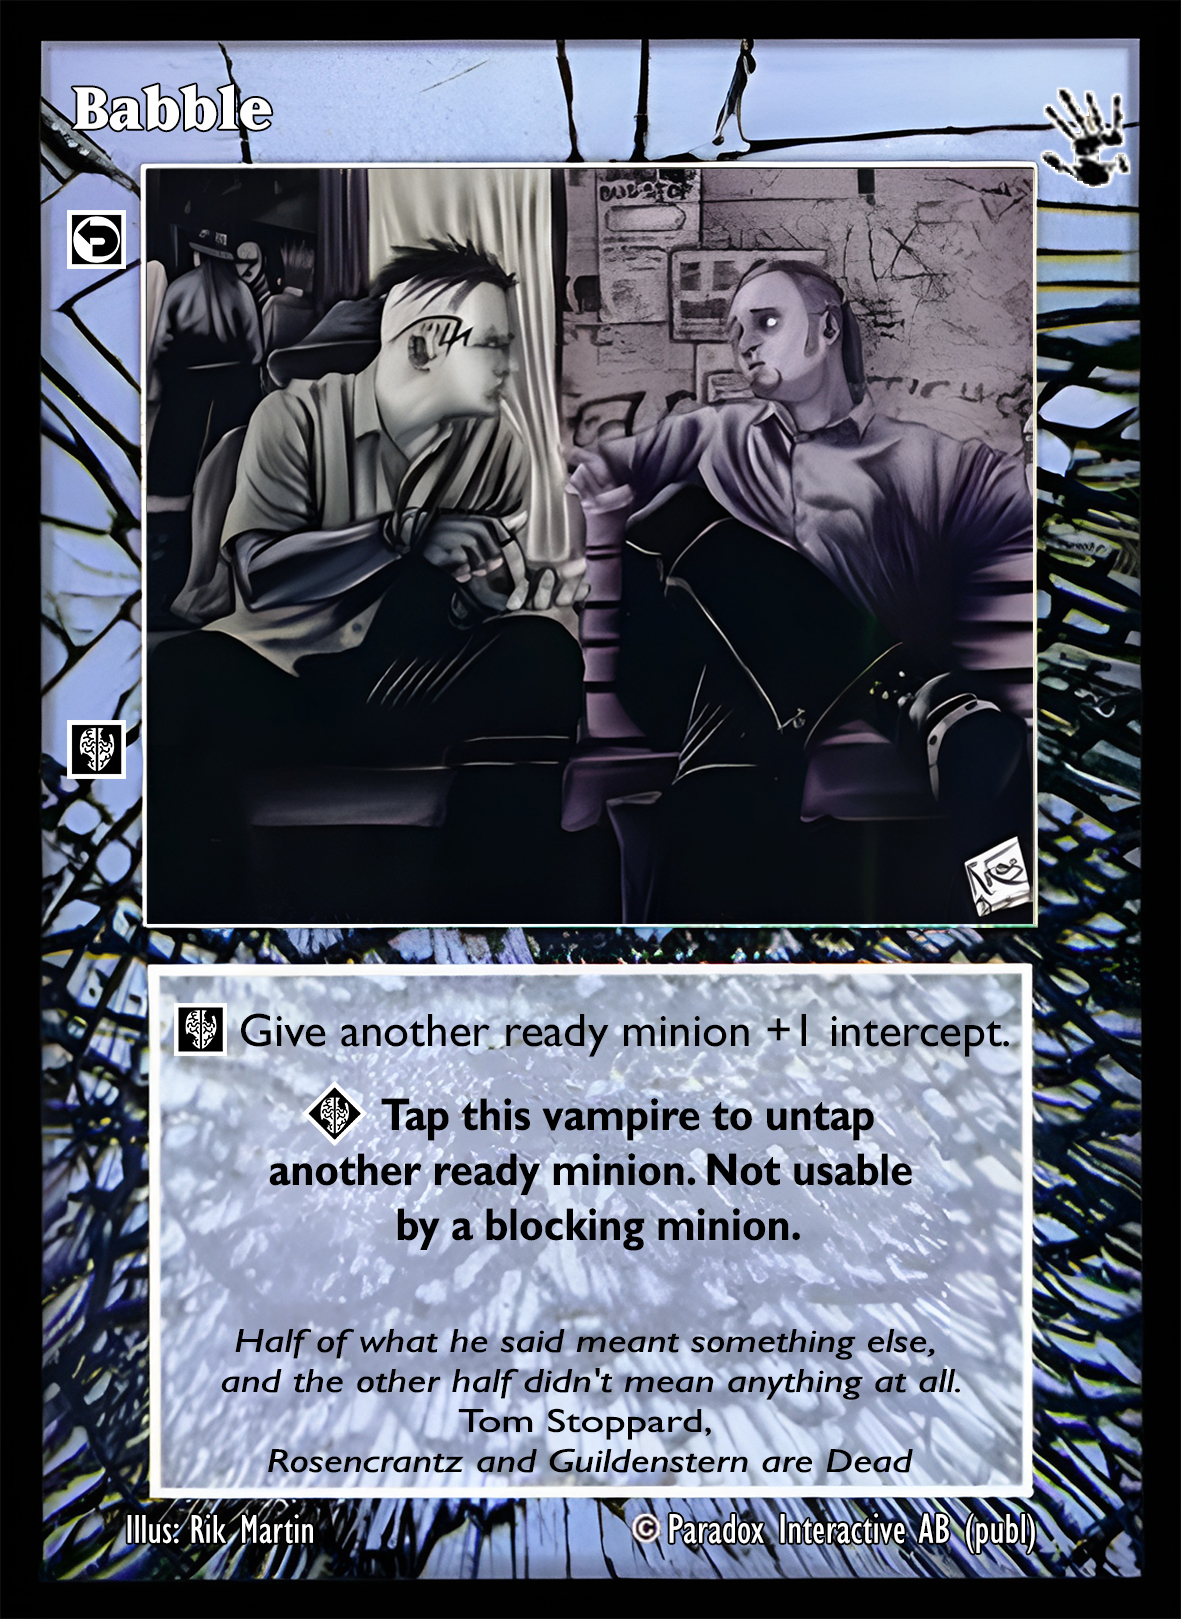 Babble
Give another ready minion +1 intercept.
Tap this vampire to untap
another ready minion. Not usable
by a blocking minion.
Half of what he said meant something else,
and the other half didn't mean anything at all.
Tom Stoppard,
Rosencrantz and Guildenstern are Dead
Illus: Rik Martin
© Paradox Interactive AB (publ)